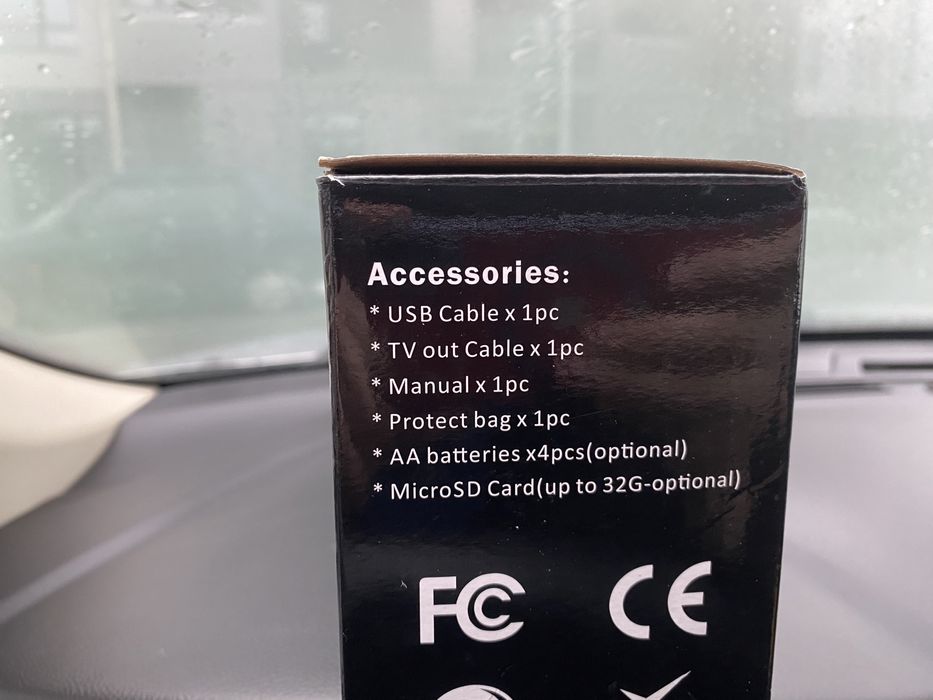 Accessories:
* USB Cable x 1pc
* TV out Cable x 1pc
* Manual x 1pc
* Protect bag x 1pc
* AA batteries x4pcs(optional)
* MicroSD Card(up to 32G-optional)
FC CE